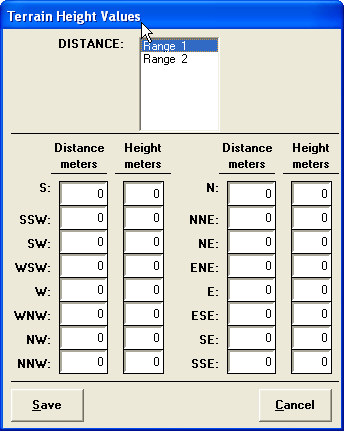 Terrain Height Values
DISTANCE: Range 1
Range 2
Distance Height Distance Height
meters meters meters meters
S: 0 0 N: 0 0
SSW: 0 0 NNE: 0 0
SW: 0 0 NE: 0 0
WSW: 0 0 ENE: 0 0
W: 0 0 E: 0 0
WNW: 0 0 ESE: 0 0
NW: 0 0 SE: 0 0
NNW: 0 0 SSE: 0 0
Save Cancel